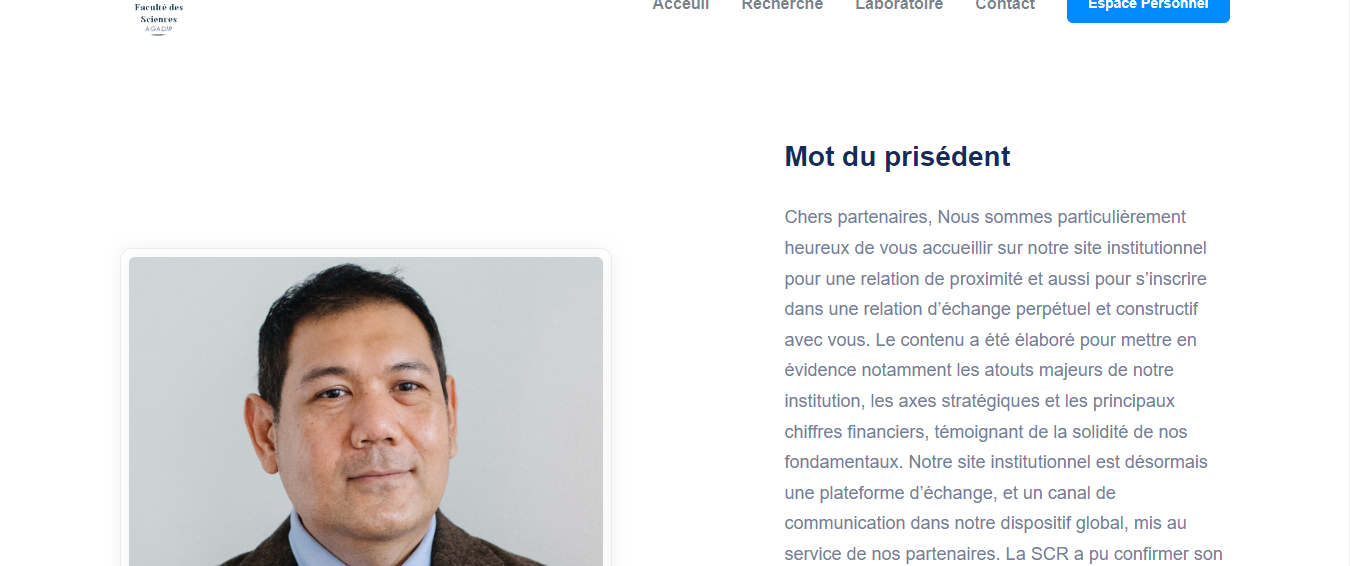 Faculté des
Sciences
AGADIR
Acceuil Recherche Laboratoire Contact Espace Personnel
Mot du prisédent
Chers partenaires, Nous sommes particulièrement
heureux de vous accueillir sur notre site institutionnel
pour une relation de proximité et aussi pour s’inscrire
dans une relation d’échange perpétuel et constructif
avec vous. Le contenu a été élaboré pour mettre en
évidence notamment les atouts majeurs de notre
institution, les axes stratégiques et les principaux
chiffres financiers, témoignant de la solidité de nos
fondamentaux. Notre site institutionnel est désormais
une plateforme d’échange, et un canal de
communication dans notre dispositif global, mis au
service de nos partenaires. La SCR a pu confirmer son